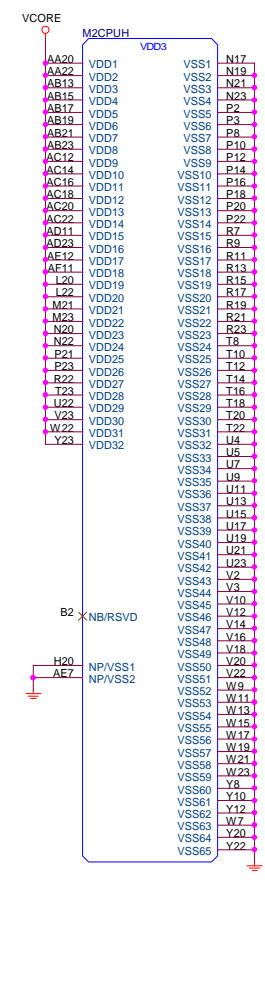 VCORE
M2CPUH
VDD3
AA20 VDD1 VSS1 N17
AA22 VDD2 VSS2 N19
AB13 VDD3 VSS3 N21
AB15 VDD4 VSS4 N23
AB17 VDD5 VSS5 P2
AB19 VDD6 VSS6 P3
AB21 VDD7 VSS7 P8
AB23 VDD8 VSS8 P10
AC12 VDD9 VSS9 P12
AC14 VDD10 VSS10 P14
AC16 VDD11 VSS11 P16
AC18 VDD12 VSS12 P18
AC20 VDD13 VSS13 P20
AC22 VDD14 VSS14 P22
AD11 VDD15 VSS15 R7
AD23 VDD16 VSS16 R9
AE12 VDD17 VSS17 R11
AF11 VDD18 VSS18 R13
L20 VDD19 VSS19 R15
L22 VDD20 VSS20 R17
M21 VDD21 VSS21 R19
M23 VDD22 VSS22 R21
N20 VDD23 VSS23 R23
N22 VDD24 VSS24 T8
P21 VDD25 VSS25 T10
P23 VDD26 VSS26 T12
R22 VDD27 VSS27 T14
T23 VDD28 VSS28 T16
U22 VDD29 VSS29 T18
V23 VDD30 VSS30 T20
W22 VDD31 VSS31 T22
Y23 VDD32 VSS32 U4
VSS33 U5
VSS34 U7
VSS35 U9
VSS36 U11
VSS37 U13
VSS38 U15
VSS39 U17
VSS40 U19
VSS41 U21
VSS42 U23
VSS43 V2
VSS44 V3
VSS45 V10
B2 NB/RSVD VSS46 V12
VSS47 V14
VSS48 V16
VSS49 V18
H20 NP/VSS1 VSS50 V20
AE7 NP/VSS2 VSS51 V22
VSS52 W9
VSS53 W11
VSS54 W13
VSS55 W15
VSS56 W17
VSS57 W19
VSS58 W21
VSS59 W23
VSS60 Y8
VSS61 Y10
VSS62 Y12
VSS63 W7
VSS64 Y20
VSS65 Y22